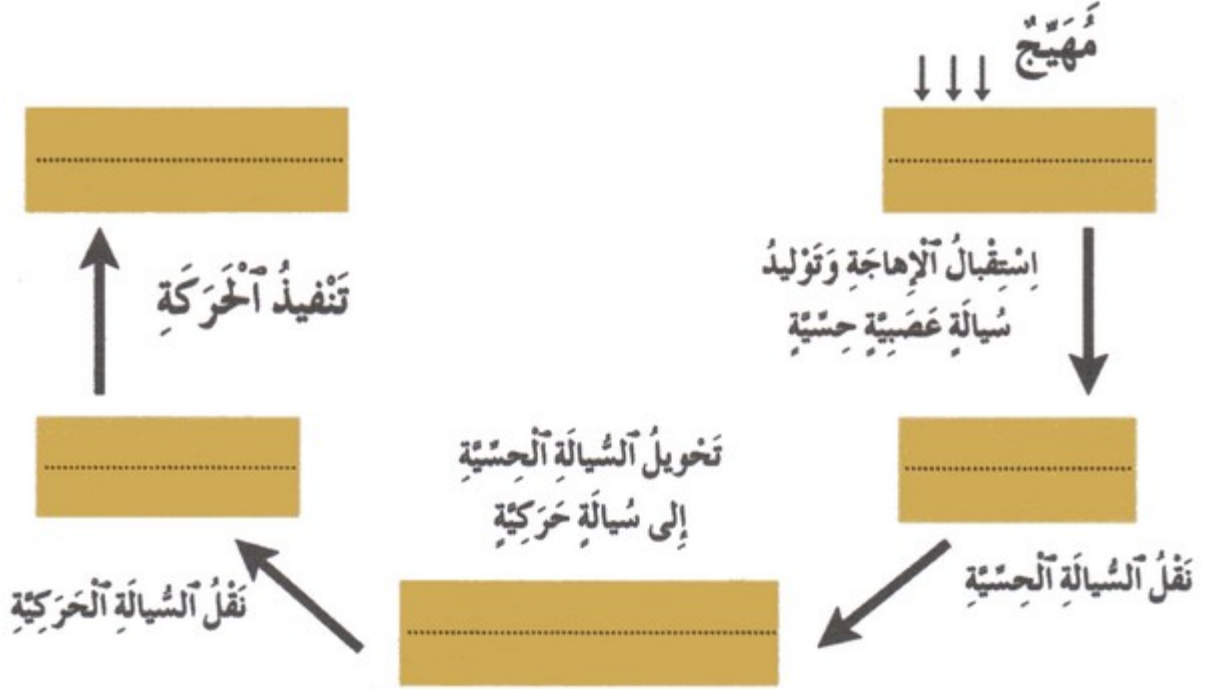 مُهَيِّجٌ
اِسْتِقْبالُ ٱلْإِهاجَةِ وَتَوْليدُ
سُيالَةٍ عَصَبِيَّةٍ حِسِّيَّةٍ
نَقْلُ ٱلسُّيالَةِ ٱلْحِسِّيَّةِ
تَحْويلُ ٱلسُّيالَةِ ٱلْحِسِّيَّةِ
إِلى سُيالَةٍ حَرَكِيَّةٍ
نَقْلُ ٱلسُّيالَةِ ٱلْحَرَكِيَّةِ
تَنْفيذُ ٱلْحَرَكَةِ